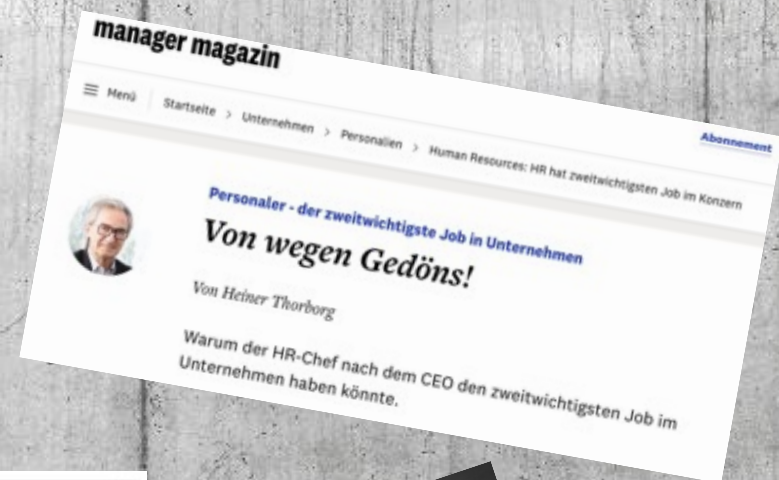 manager magazin
Abonnement
Menü Startseite > Unternehmen > Personalien > Human Resources: HR hat zweitwichtigsten Job im Konzern
Personaler - der zweitwichtigste Job in Unternehmen
Von wegen Gedöns!
Von Heiner Thorborg
Warum der HR-Chef nach dem CEO den zweitwichtigsten Job im
Unternehmen haben könnte.